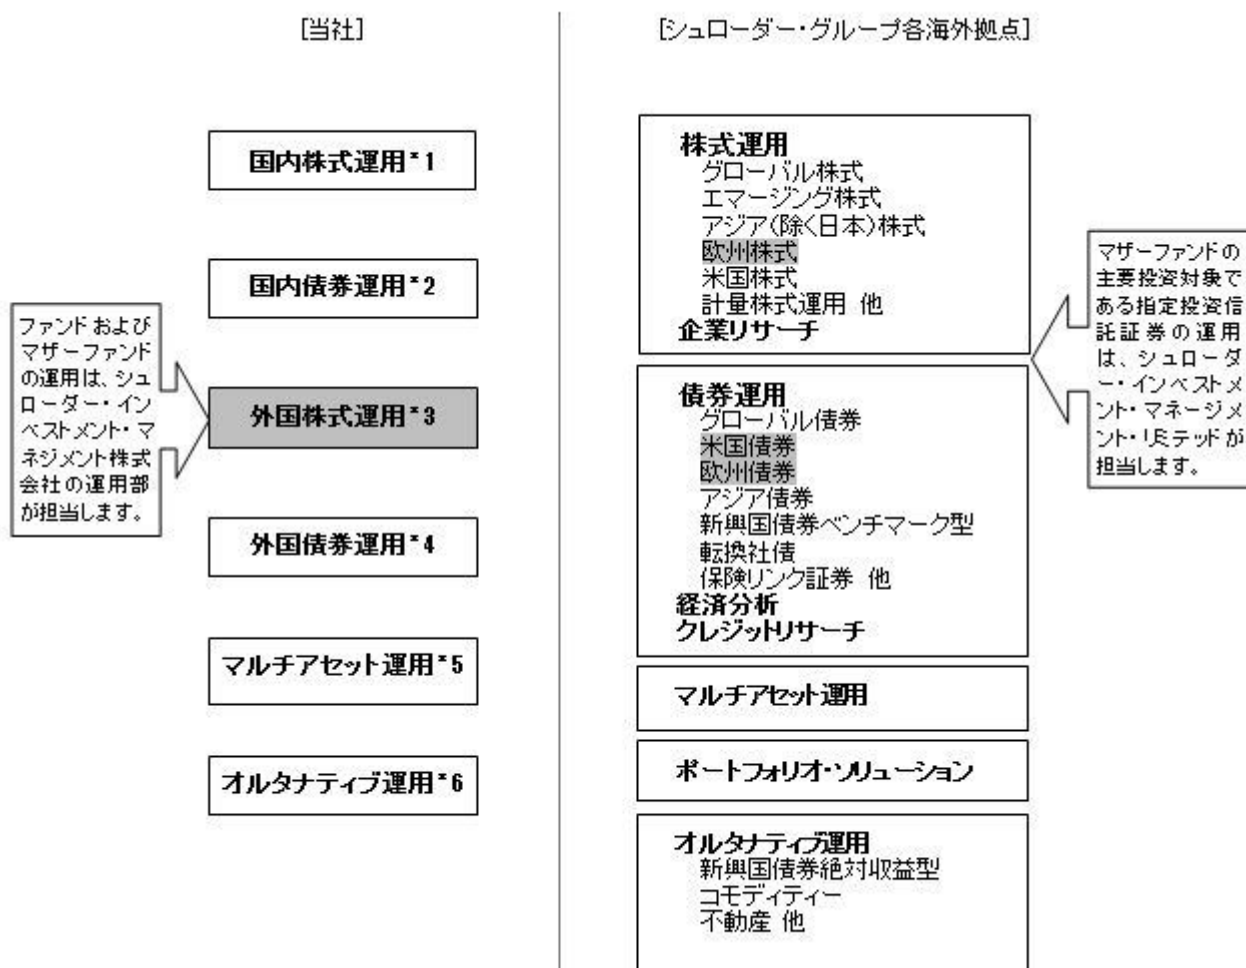 [当社]
[シュローダー・グループ各海外拠点]
国内株式運用*1
国内債券運用*2
ファンド および
マザーファンド
の運用は、シュ
ローダー・イン
ベストメント・マ
ネジメント株式
会社の運用部
が担当します。
外国株式運用*3
外国債券運用*4
マルチアセット運用*5
オルタナティブ運用*6
株式運用
グローバル株式
エマージング株式
アジア(除く日本)株式
欧州株式
米国株式
計量株式運用 他
企業リサーチ
債券運用
グローバル債券
米国債券
欧州債券
アジア債券
新興国債券ベンチマーク型
転換社債
保険リンク証券 他
経済分析
クレジットリサーチ
マルチアセット運用
ポートフォリオ・ソリューション
オルタナティブ運用
新興国債券絶対収益型
コモディティー
不動産 他
マザーファンドの
主要投資対象で
ある指定投資信
託証券の運用
は、シュローダ
ー・インベストメ
ント・マネージメ
ント・リミテッドが
担当します。